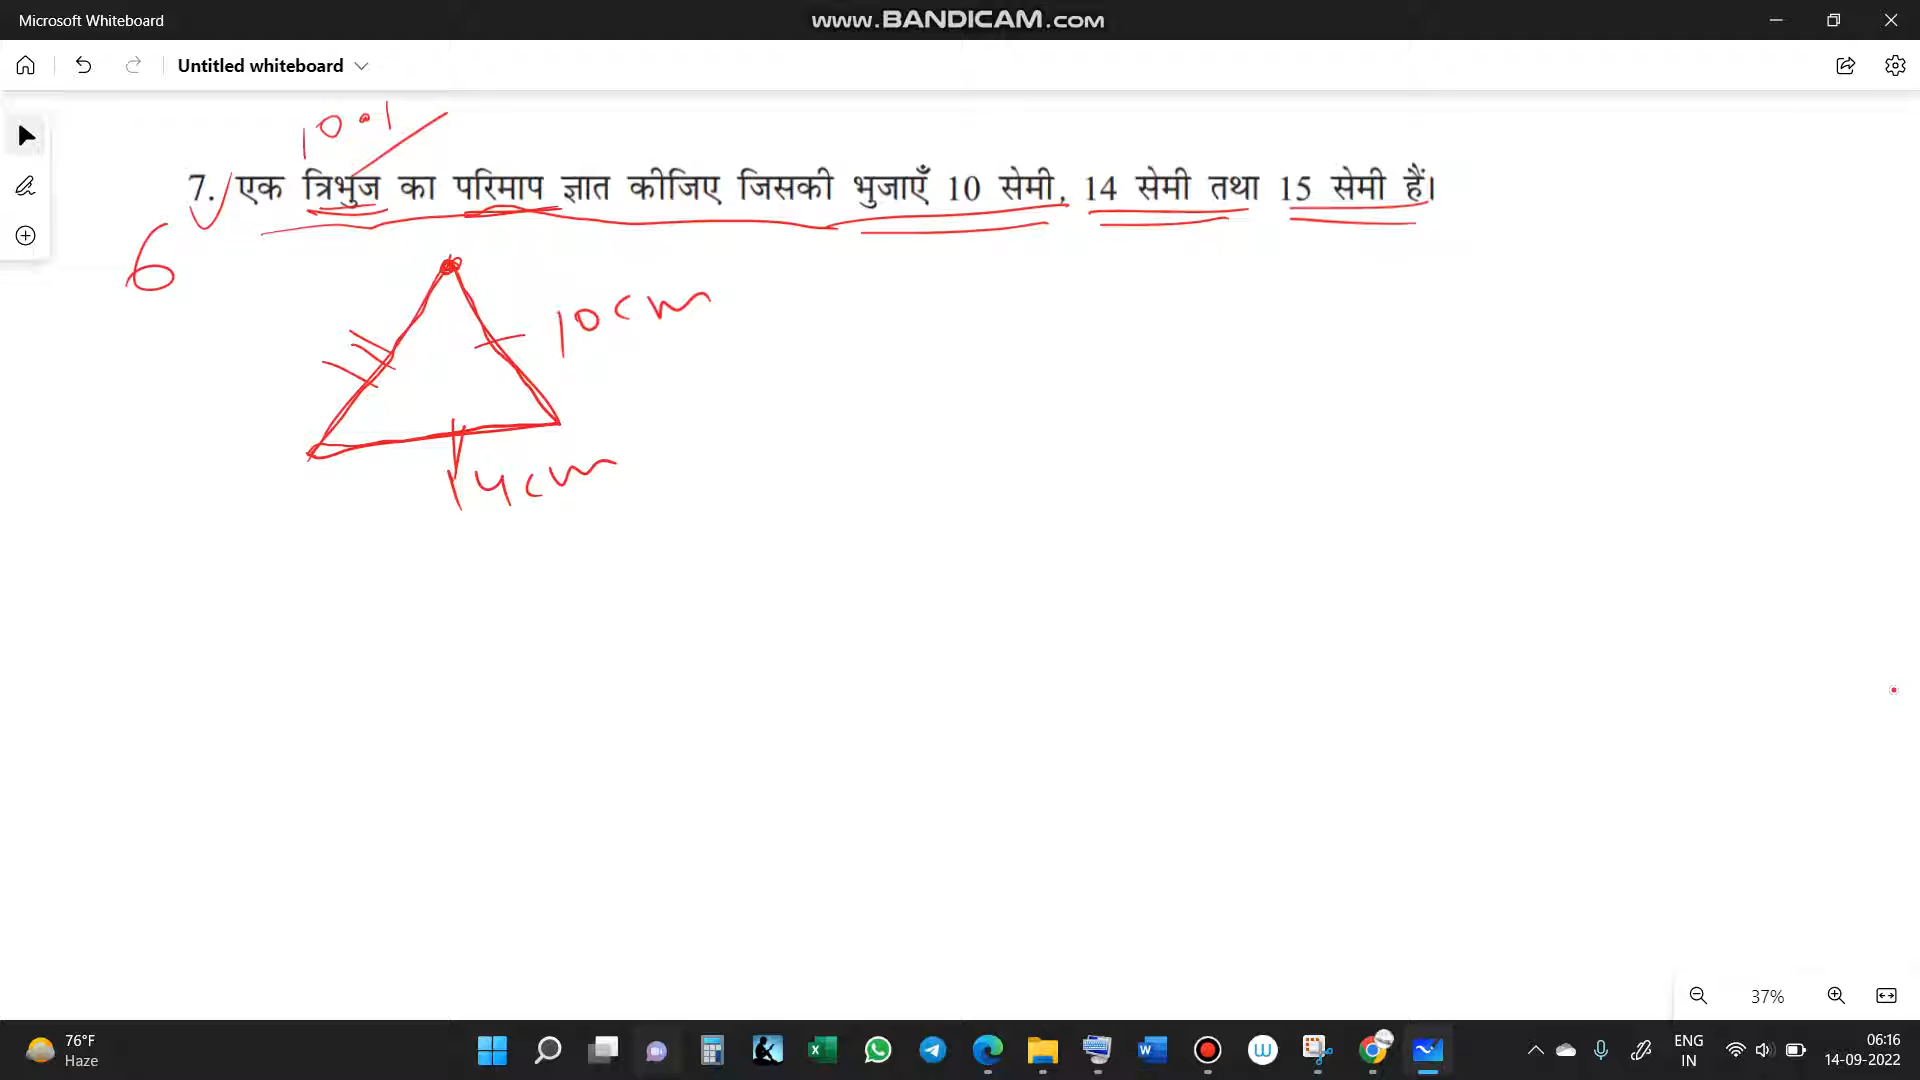 Microsoft Whiteboard
www.BANDICAM.com
Untitled whiteboard
10.1
7. एक त्रिभुज का परिमाप ज्ञात कीजिए जिसकी भुजाएँ 10 सेमी, 14 सेमी तथा 15 सेमी हैं।
6
10cm
14cm
37%
76°F
Haze
ENG
IN
06:16
14-09-2022